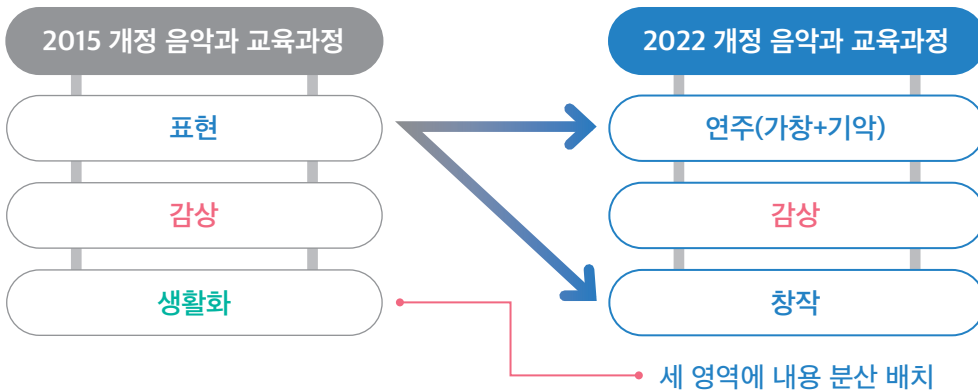 2015 개정 음악과 교육과정
표현
감상
생활화
2022 개정 음악과 교육과정
연주(가창+기악)
감상
창작
세 영역에 내용 분산 배치